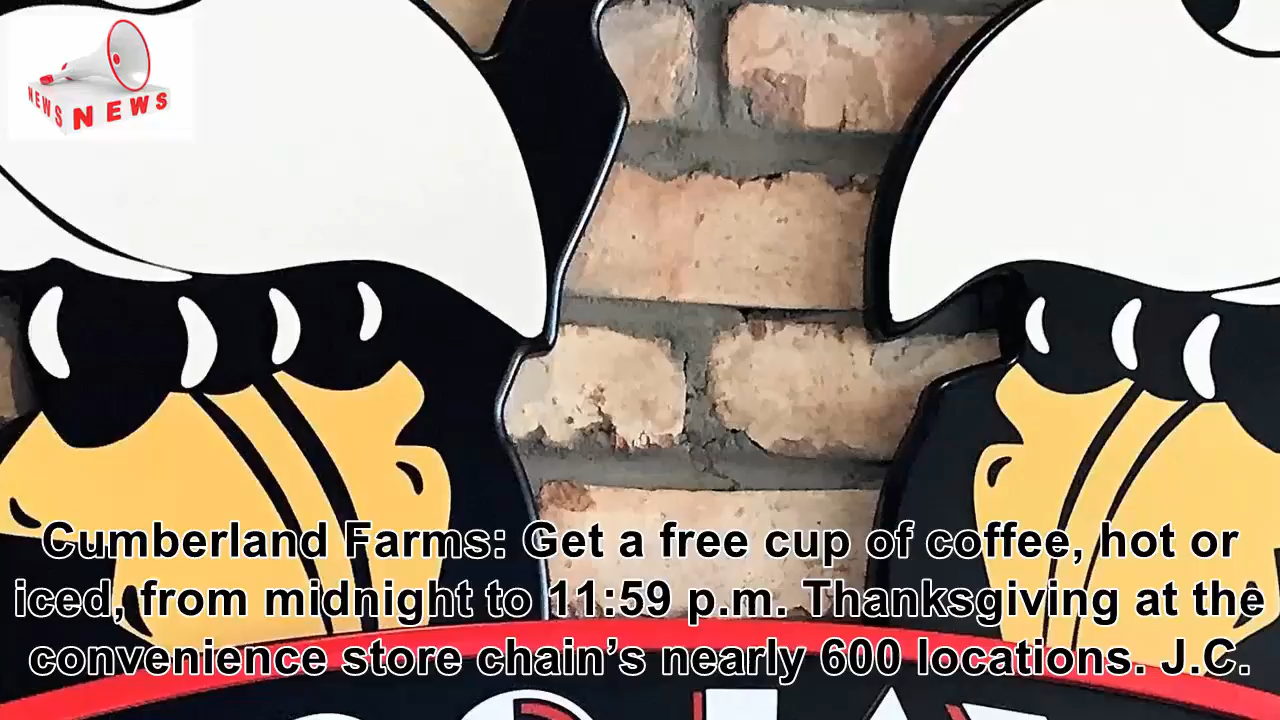 NEWS NEWS
Cumberland Farms: Get a free cup of coffee, hot or
iced, from midnight to 11:59 p.m. Thanksgiving at the
convenience store chain’s nearly 600 locations. J.C.